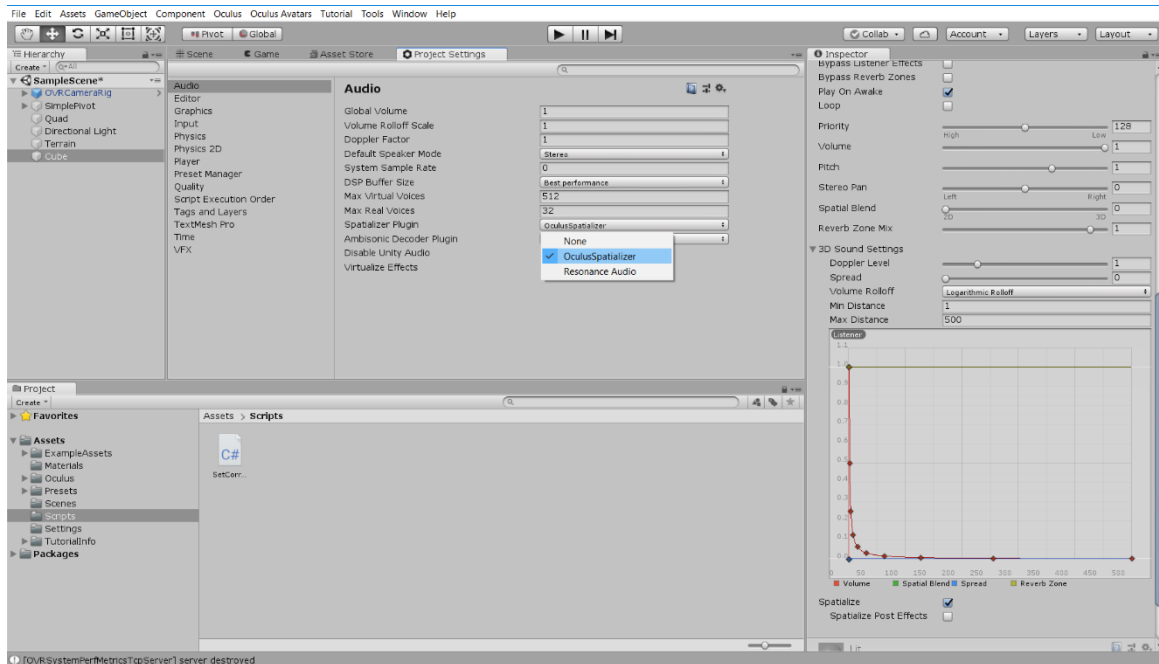 File Edit Assets GameObject Component Oculus Oculus Avatars Tutorial Tools Window Help
Pivot Global Collab Account Layers Layout
Hierarchy
Create All
SampleScene*
OVRCameraRig
SimplePivot
Quad
Directional Light
Terrain
Cube
Scene Game Asset Store Project Settings
Audio
Editor
Graphics
Input
Physics
Physics 2D
Player
Preset Manager
Quality
Script Execution Order
Tags and Layers
TextMesh Pro
Time
VFX
Audio
Global Volume 1
Volume Rolloff Scale 1
Doppler Factor 1
Default Speaker Mode Stereo
System Sample Rate 0
DSP Buffer Size Best performance
Max Virtual Voices 512
Max Real Voices 32
Spatializer Plugin OculusSpatializer
Ambisonic Decoder Plugin
Disable Unity Audio
Virtualize Effects
None
OculusSpatializer
Resonance Audio
Inspector
Bypass Listener Effects
Bypass Reverb Zones
Play On Awake
Loop
Priority 128
High Low
Volume 1
Pitch 1
Stereo Pan 0
Left Right
Spatial Blend 0
2D 3D
Reverb Zone Mix 1
3D Sound Settings
Doppler Level 1
Spread 0
Volume Rolloff Logarithmic Rolloff
Min Distance 1
Max Distance 500
Listener
1.1
1.0
0.9
0.8
0.7
0.6
0.5
0.4
0.3
0.2
0.1
0.0
0 50 100 150 200 250 300 350 400 450 500
Volume Spatial Blend Spread Reverb Zone
Spatialize
Spatialize Post Effects
Lit
Project
Create
Favorites
Assets
ExampleAssets
Materials
Oculus
Presets
Scenes
Scripts
Settings
TutorialInfo
Packages
Assets > Scripts
C#
SetCorr...
[OVRSystemPerfMetricsTcpServer] server destroyed